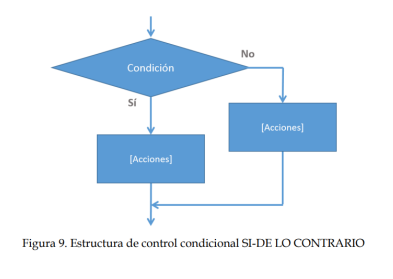 No
Condición
Sí
[Acciones]
[Acciones]
Figura 9. Estructura de control condicional SI-DE LO CONTRARIO